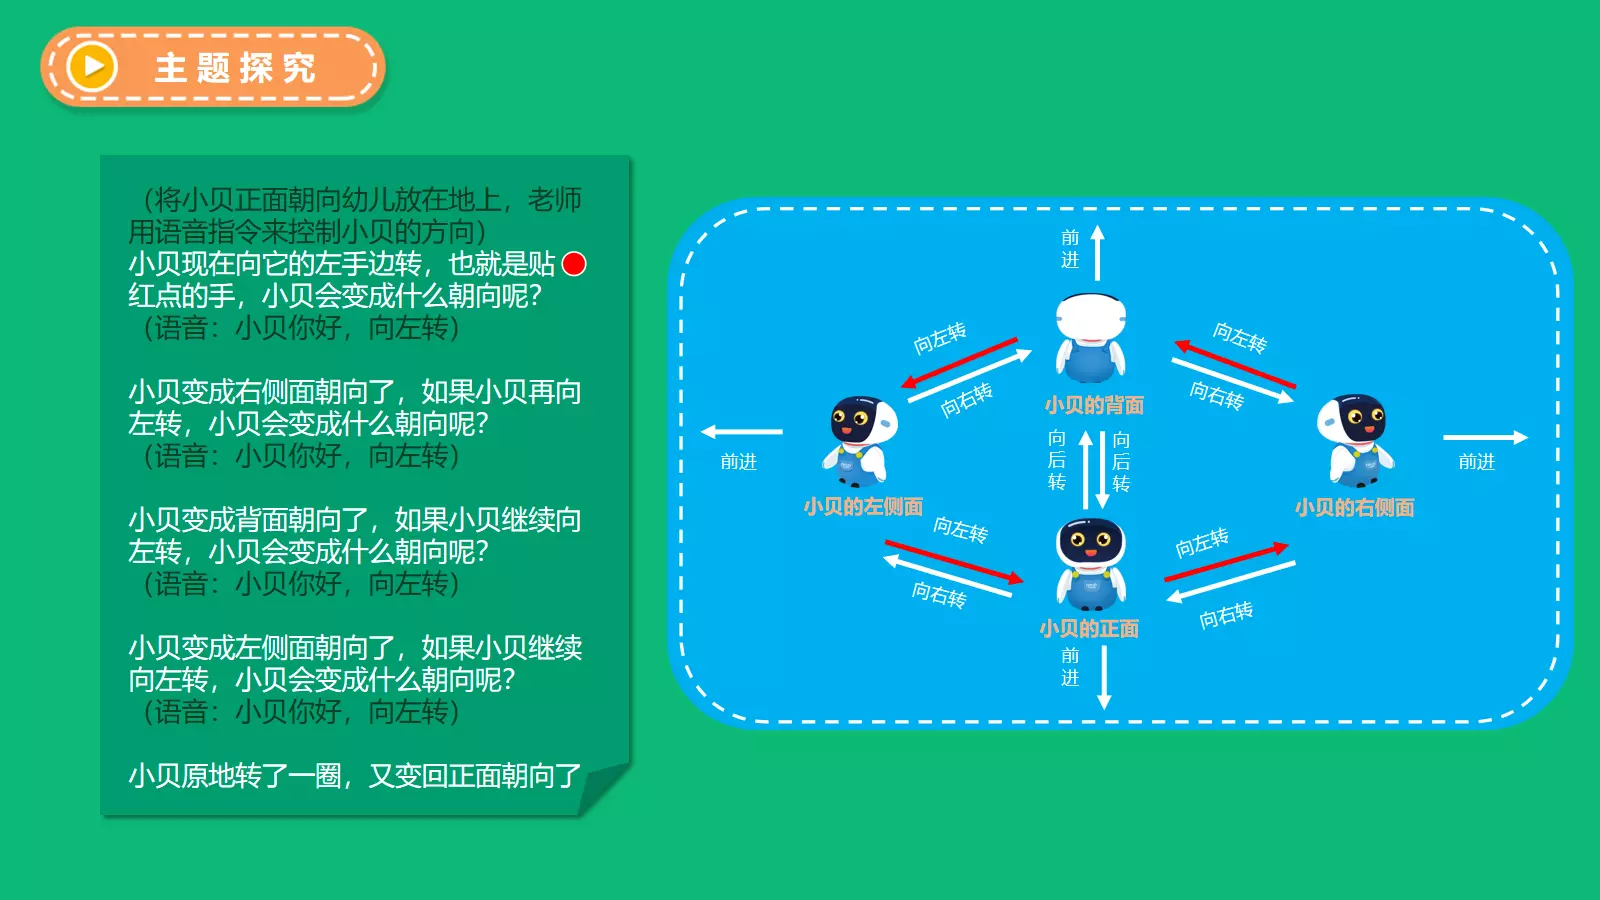 主题探究
（将小贝正面朝向幼儿放在地上，老师
用语音指令来控制小贝的方向）
小贝现在向它的左手边转，也就是贴
红点的手，小贝会变成什么朝向呢？
（语音：小贝你好，向左转）
小贝变成右侧面朝向了，如果小贝再向
左转，小贝会变成什么朝向呢？
（语音：小贝你好，向左转）
小贝变成背面朝向了，如果小贝继续向
左转，小贝会变成什么朝向呢？
（语音：小贝你好，向左转）
小贝变成左侧面朝向了，如果小贝继续
向左转，小贝会变成什么朝向呢？
（语音：小贝你好，向左转）
小贝原地转了一圈，又变回正面朝向了
前进
向左转
向右转
向左转
向右转
小贝的背面
前进
小贝的左侧面
向后转
向后转
前进
小贝的右侧面
向左转
向右转
向左转
向右转
小贝的正面
前进